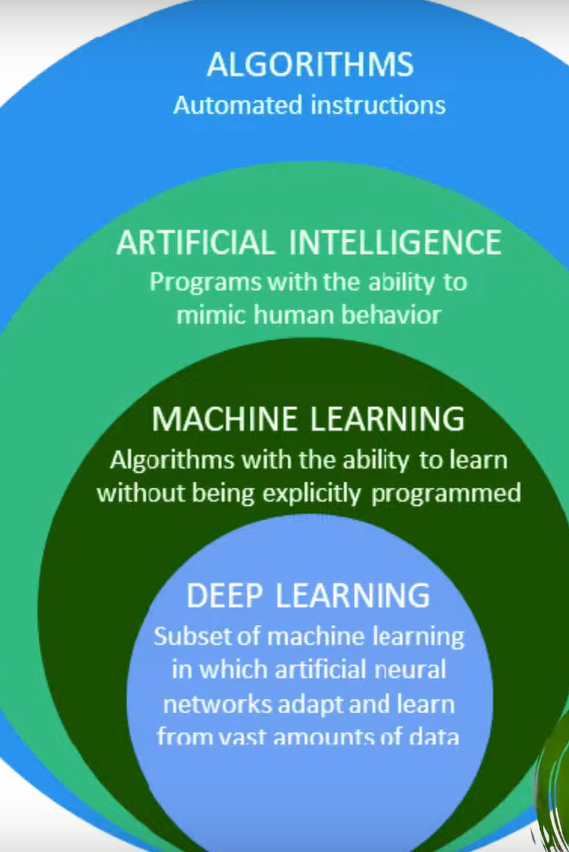 ALGORITHMS
Automated instructions
ARTIFICIAL INTELLIGENCE
Programs with the ability to
mimic human behavior
MACHINE LEARNING
Algorithms with the ability to learn
without being explicitly programmed
DEEP LEARNING
Subset of machine learning
in which artificial neural
networks adapt and learn
from vast amounts of data